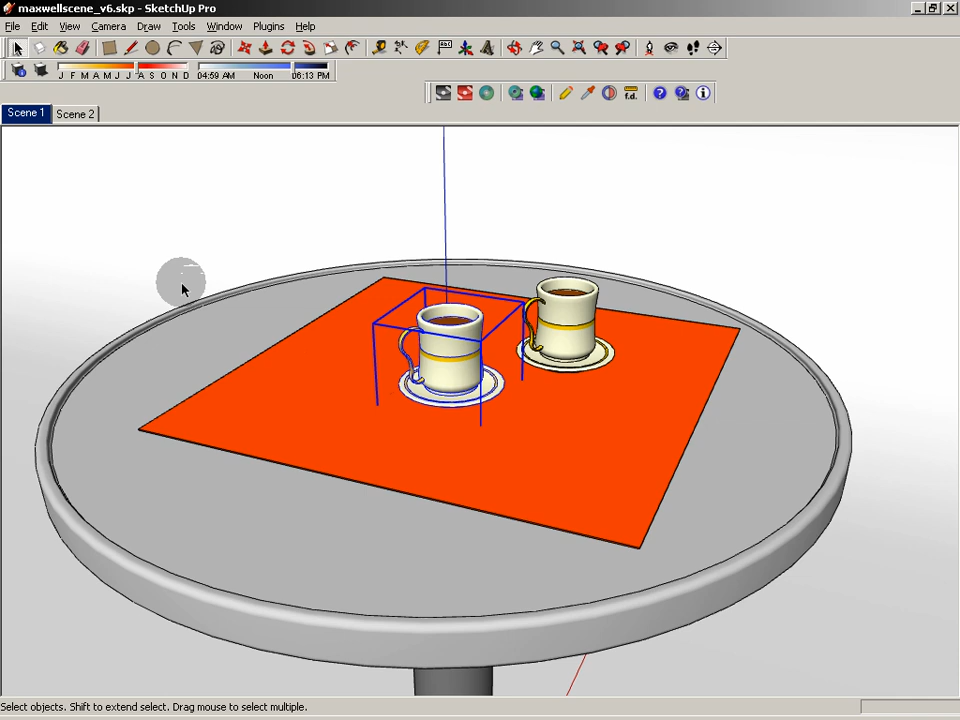 maxwellscene_v6.skp - SketchUp Pro
File Edit View Camera Draw Tools Window Plugins Help
J F M A M J J A S O N D 04:59 AM Noon 06:13 PM
f.d.
Scene 1 Scene 2
Select objects. Shift to extend select. Drag mouse to select multiple.